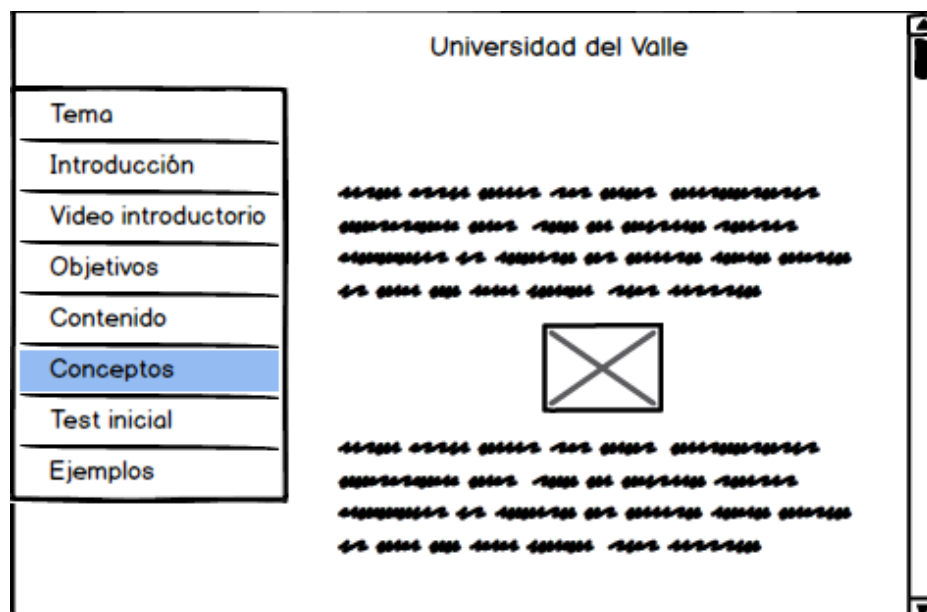 Universidad del Valle
Tema
Introducción
Video introductorio
Objetivos
Contenido
Conceptos
Test inicial
Ejemplos